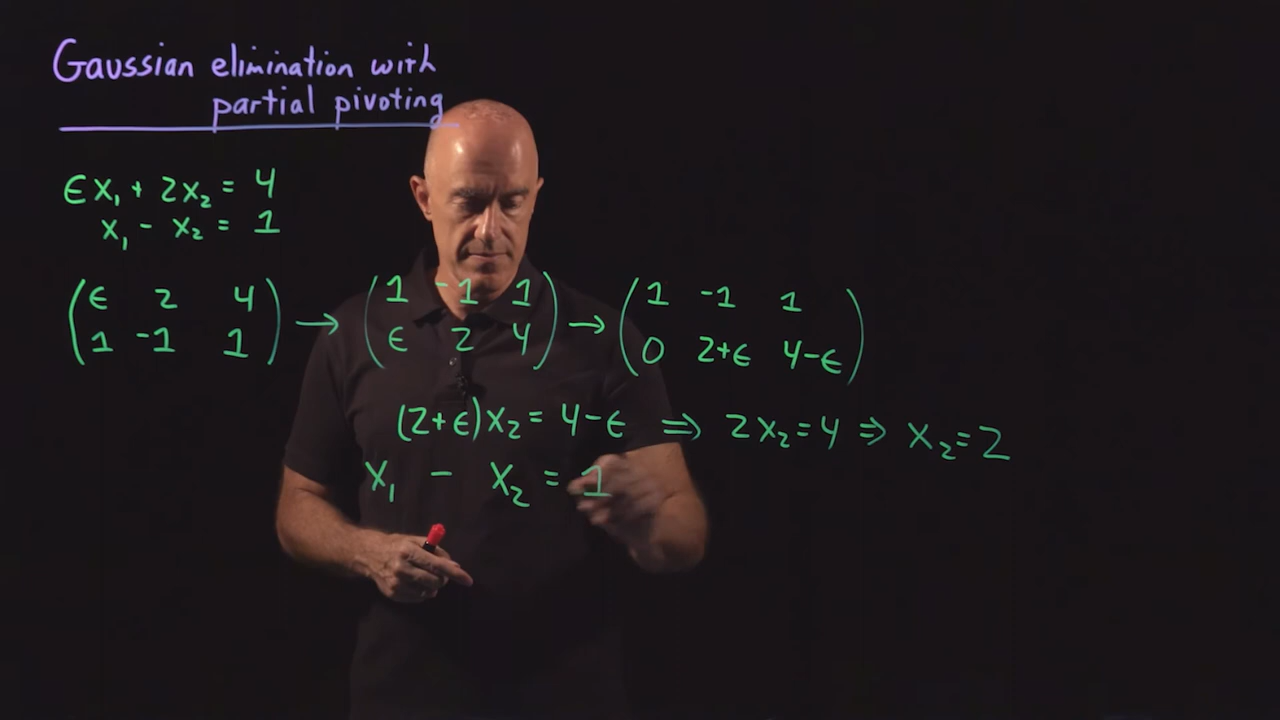 Gaussian elimination with
partial pivoting
ϵx₁ + 2x₂ = 4
x₁ - x₂ = 1
(ϵ 2 4) → (1 -1 1) → (1 -1 1)
(1 -1 1) (ϵ 2 4) (0 2+ϵ 4-ϵ)
(2+ϵ)x₂ = 4-ϵ ⇒ 2x₂=4 ⇒ x₂=2
x₁ - x₂ = 1